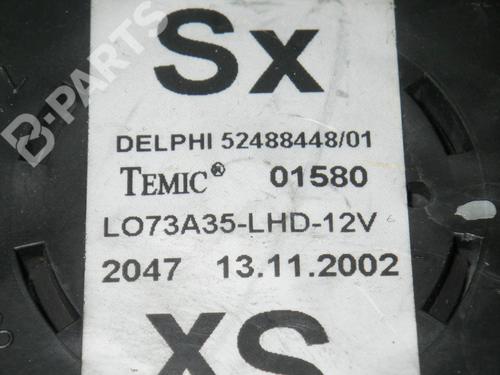 B-PARTS
Sx
DELPHI 52488448/01
TEMIC® 01580
LO73A35-LHD-12V
2047 13.11.2002
XS